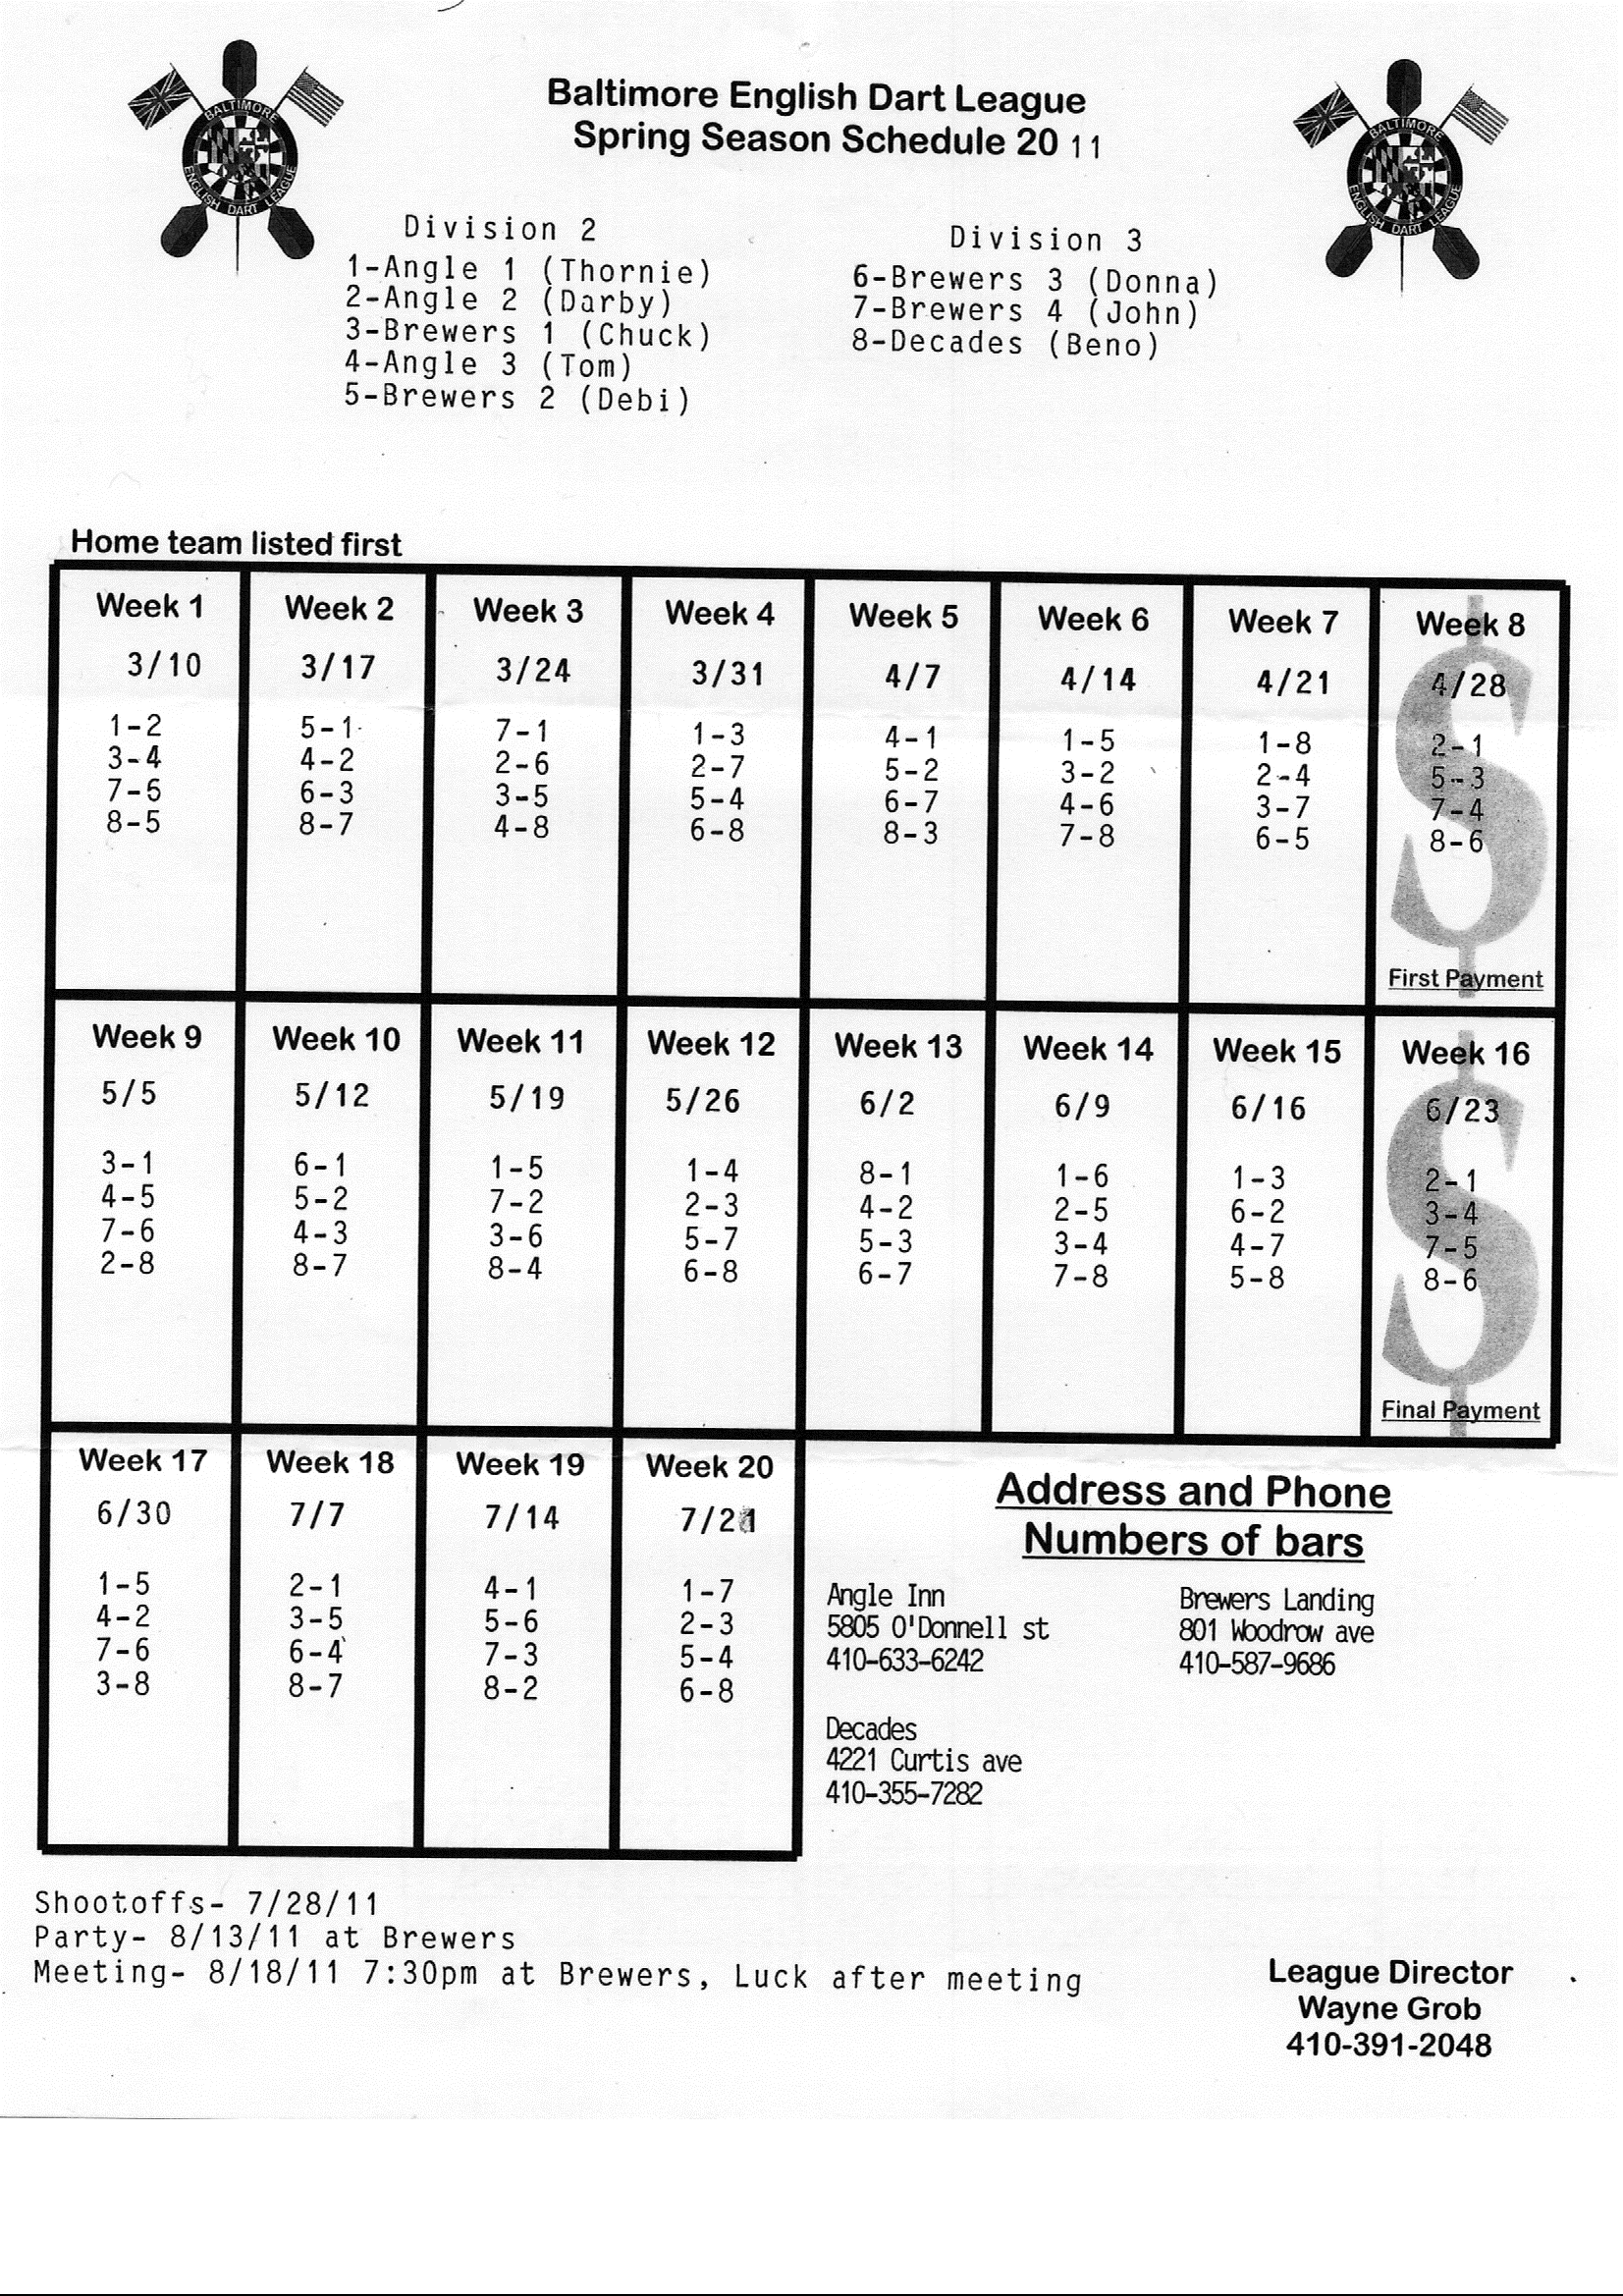 Baltimore English Dart League
Spring Season Schedule 20 11
BALTIMORE
ENGLISH DART LEAGUE
BALTIMORE
ENGLISH DART LEAGUE
Division 2
1-Angle 1 (Thornie)
2-Angle 2 (Darby)
3-Brewers 1 (Chuck)
4-Angle 3 (Tom)
5-Brewers 2 (Debi)
Division 3
6-Brewers 3 (Donna)
7-Brewers 4 (John)
8-Decades (Beno)
Home team listed first
Week 1
3/10
1-2
3-4
7-6
8-5
Week 2
3/17
5-1
4-2
6-3
8-7
Week 3
3/24
7-1
2-6
3-5
4-8
Week 4
3/31
1-3
2-7
5-4
6-8
Week 5
4/7
4-1
5-2
6-7
8-3
Week 6
4/14
1-5
3-2
4-6
7-8
Week 7
4/21
1-8
2-4
3-7
6-5
$
Week 8
4/28
2-1
5-3
7-4
8-6
First Payment
Week 9
5/5
3-1
4-5
7-6
2-8
Week 10
5/12
6-1
5-2
4-3
8-7
Week 11
5/19
1-5
7-2
3-6
8-4
Week 12
5/26
1-4
2-3
5-7
6-8
Week 13
6/2
8-1
4-2
5-3
6-7
Week 14
6/9
1-6
2-5
3-4
7-8
Week 15
6/16
1-3
6-2
4-7
5-8
$
Week 16
6/23
2-1
3-4
7-5
8-6
Final Payment
Week 17
6/30
1-5
4-2
7-6
3-8
Week 18
7/7
2-1
3-5
6-4
8-7
Week 19
7/14
4-1
5-6
7-3
8-2
Week 20
7/21
1-7
2-3
5-4
6-8
Address and Phone
Numbers of bars
Angle Inn
5805 O'Donnell st
410-633-6242
Brewers Landing
801 Woodrow ave
410-587-9686
Decades
4221 Curtis ave
410-355-7282
Shootoffs- 7/28/11
Party- 8/13/11 at Brewers
Meeting- 8/18/11 7:30pm at Brewers, Luck after meeting
League Director
Wayne Grob
410-391-2048